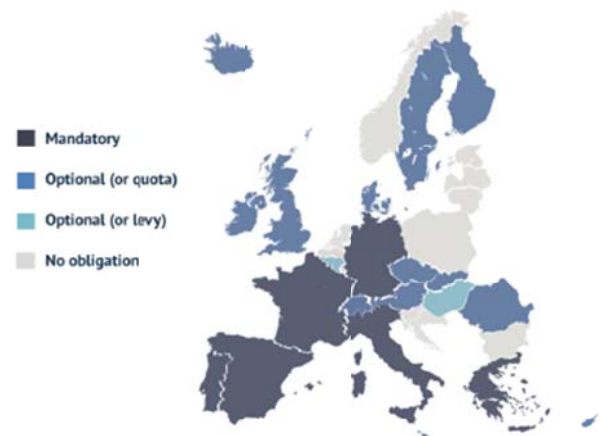 Mandatory
Optional (or quota)
Optional (or levy)
No obligation